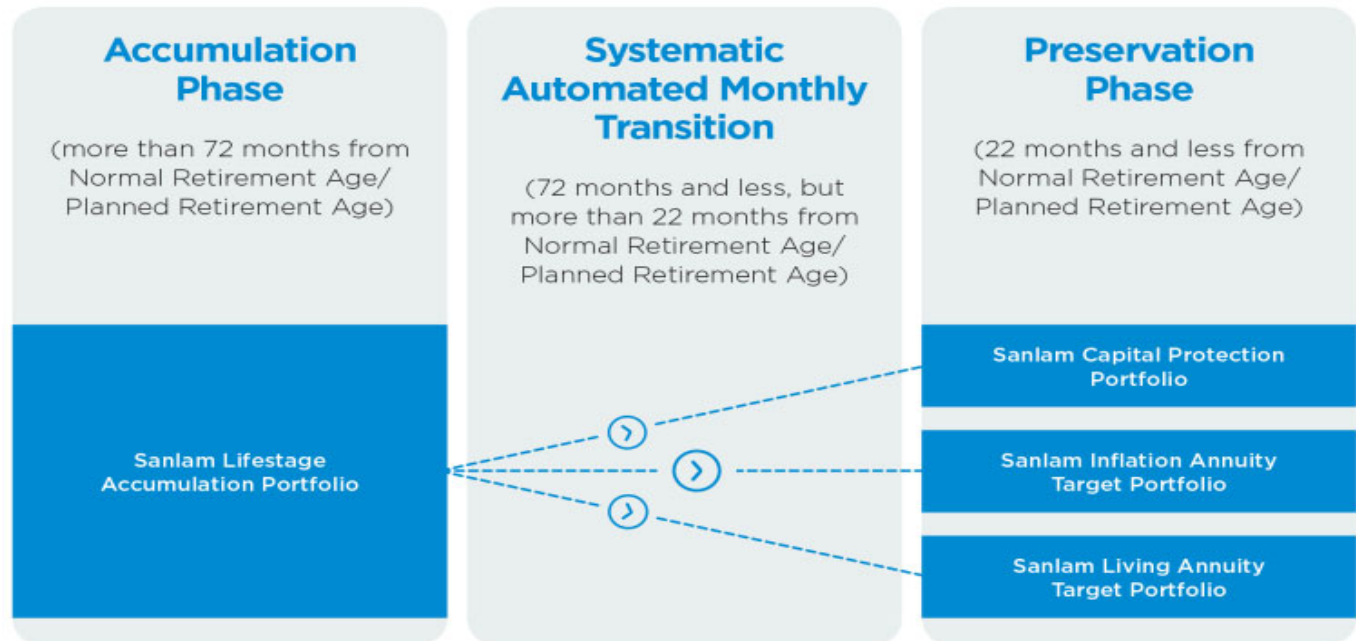 Accumulation
Phase
(more than 72 months from
Normal Retirement Age/
Planned Retirement Age)
Sanlam Lifestage
Accumulation Portfolio
Systematic
Automated Monthly
Transition
(72 months and less, but
more than 22 months from
Normal Retirement Age/
Planned Retirement Age)
Preservation
Phase
(22 months and less from
Normal Retirement Age/
Planned Retirement Age)
Sanlam Capital Protection
Portfolio
Sanlam Inflation Annuity
Target Portfolio
Sanlam Living Annuity
Target Portfolio